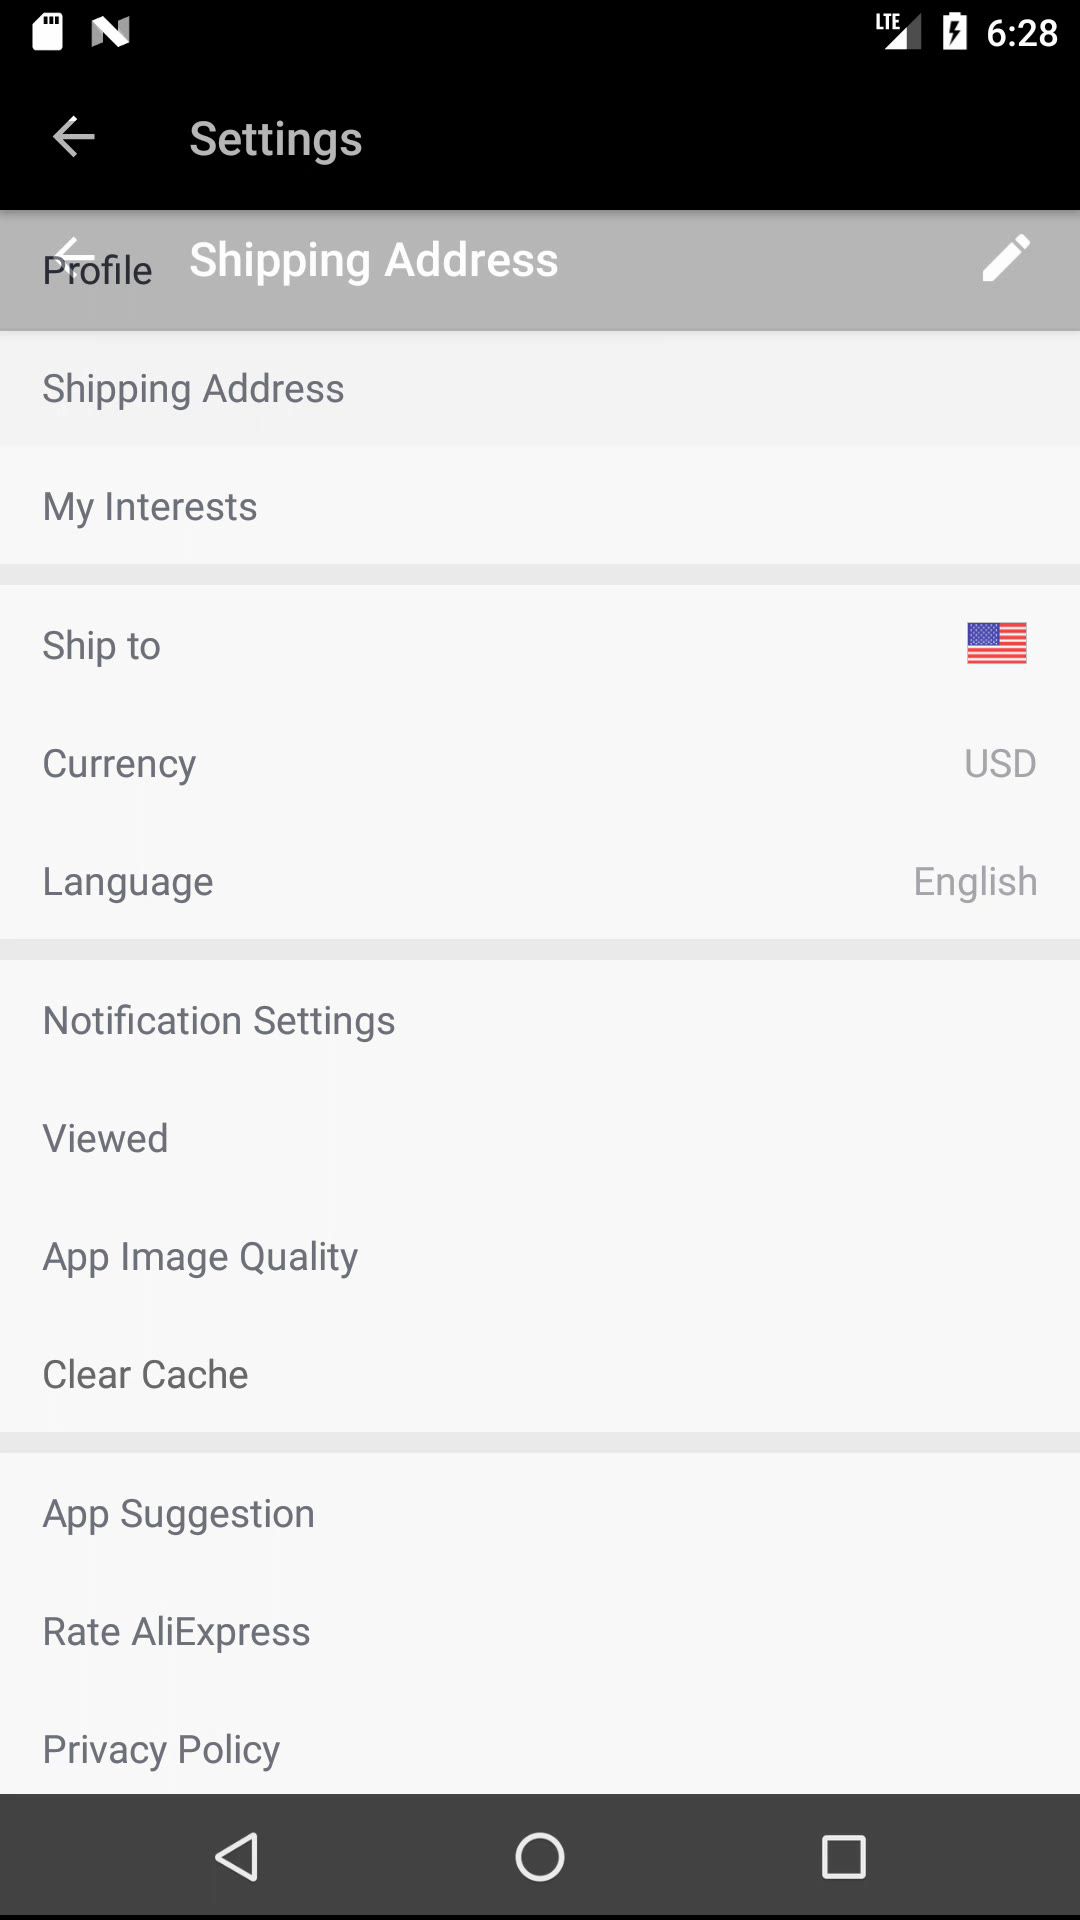 LTE 6:28
Settings
Profile Shipping Address
Shipping Address
My Interests
Ship to
Currency USD
Language English
Notification Settings
Viewed
App Image Quality
Clear Cache
App Suggestion
Rate AliExpress
Privacy Policy